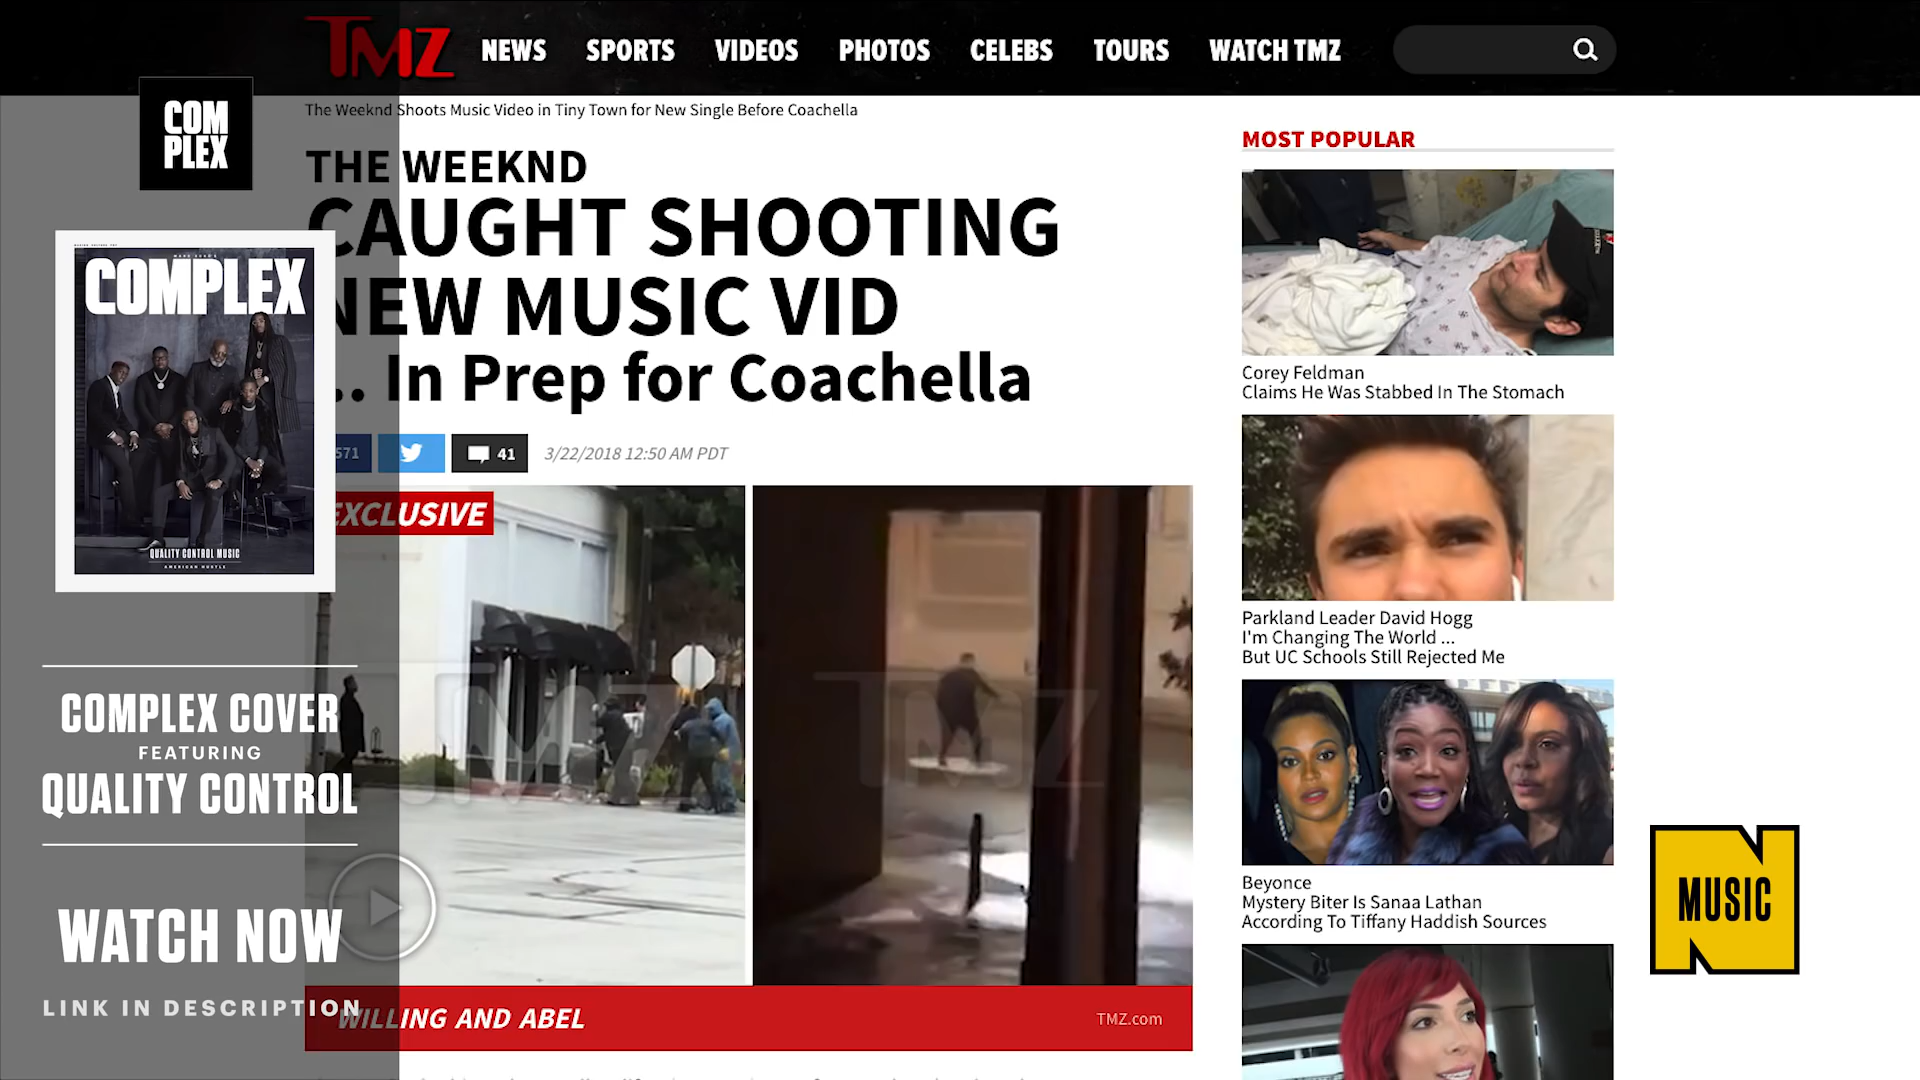 TMZ
NEWS
SPORTS
VIDEOS
PHOTOS
CELEBS
TOURS
WATCH TMZ
COM
PLEX
The Weeknd Shoots Music Video in Tiny Town for New Single Before Coachella
THE WEEKND
CAUGHT SHOOTING
NEW MUSIC VID
... In Prep for Coachella
571
41
3/22/2018 12:50 AM PDT
EXCLUSIVE
TMZ
TMZ
WILLING AND ABEL
TMZ.com
COMPLEX
QUALITY CONTROL MUSIC
AMERICAN HUSTLE
COMPLEX COVER
FEATURING
QUALITY CONTROL
WATCH NOW
LINK IN DESCRIPTION
MOST POPULAR
Corey Feldman
Claims He Was Stabbed In The Stomach
Parkland Leader David Hogg
I'm Changing The World ...
But UC Schools Still Rejected Me
Beyonce
Mystery Biter Is Sanaa Lathan
According To Tiffany Haddish Sources
MUSIC